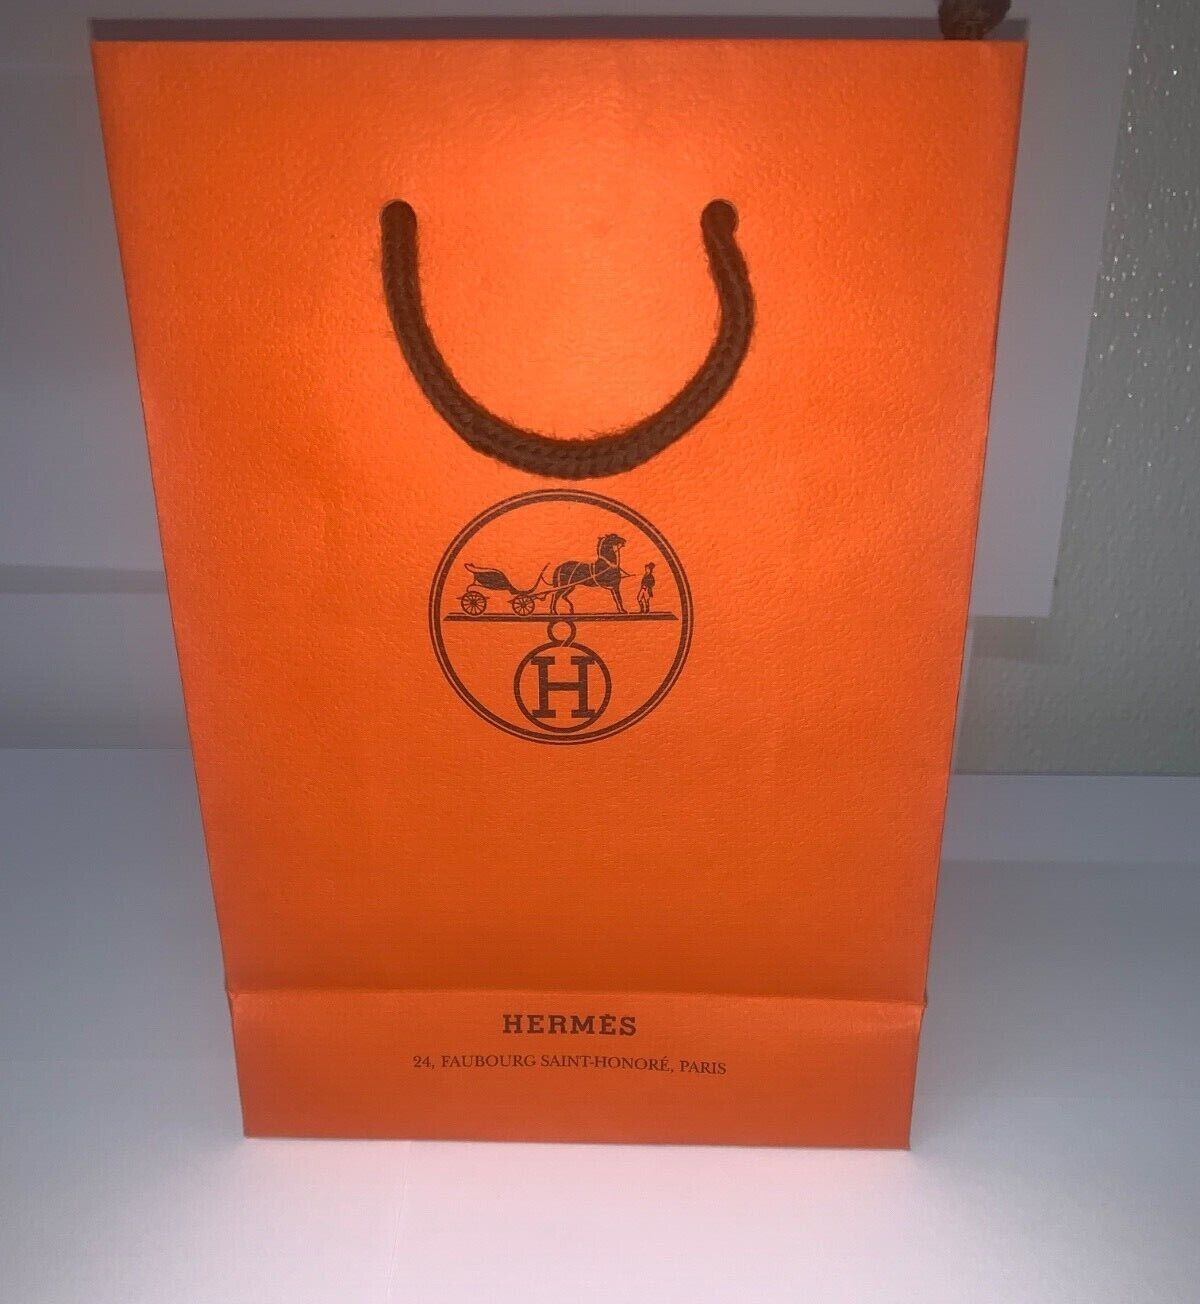 H
HERMÈS
24, FAUBOURG SAINT-HONORÉ, PARIS